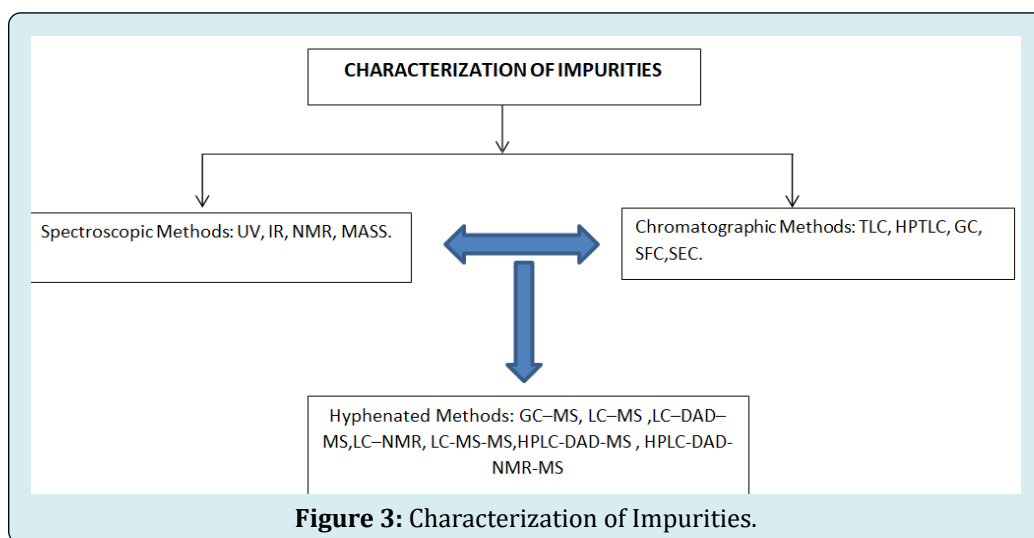 CHARACTERIZATION OF IMPURITIES
Spectroscopic Methods: UV, IR, NMR, MASS.
Chromatographic Methods: TLC, HPTLC, GC,
SFC,SEC.
Hyphenated Methods: GC–MS, LC–MS ,LC–DAD–
MS,LC–NMR, LC-MS-MS,HPLC-DAD-MS , HPLC-DAD-
NMR-MS
Figure 3: Characterization of Impurities.